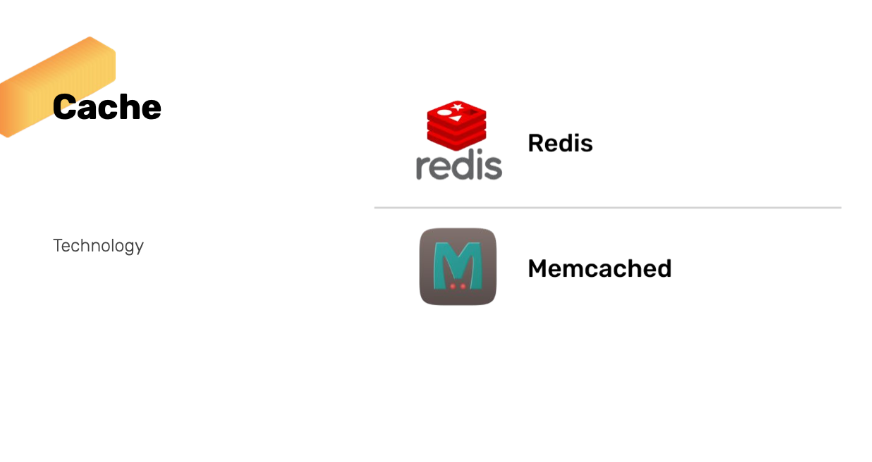 Cache
Technology
redis
Redis
M
Memcached